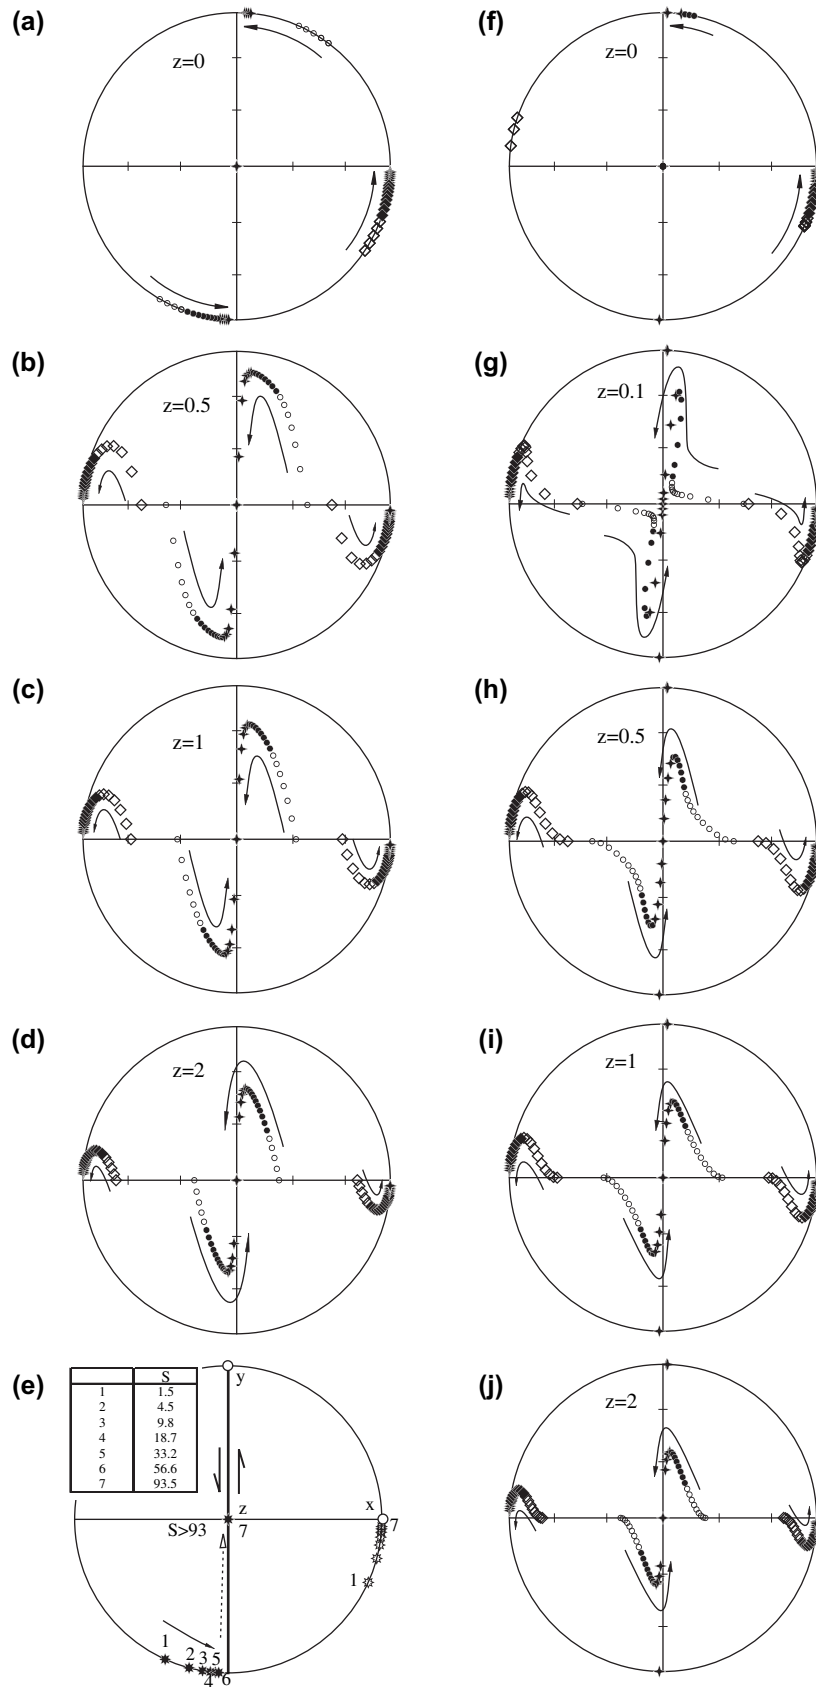 (a)
z=0
(f)
z=0
(b)
z=0.5
(g)
z=0.1
(c)
z=1
(h)
z=0.5
(d)
z=2
(i)
z=1
(e)
S
1 1.5
2 4.5
3 9.8
4 18.7
5 33.2
6 56.6
7 93.5
y
z
x
S>93
7
7
1
1
2 3 5
4 6
(j)
z=2